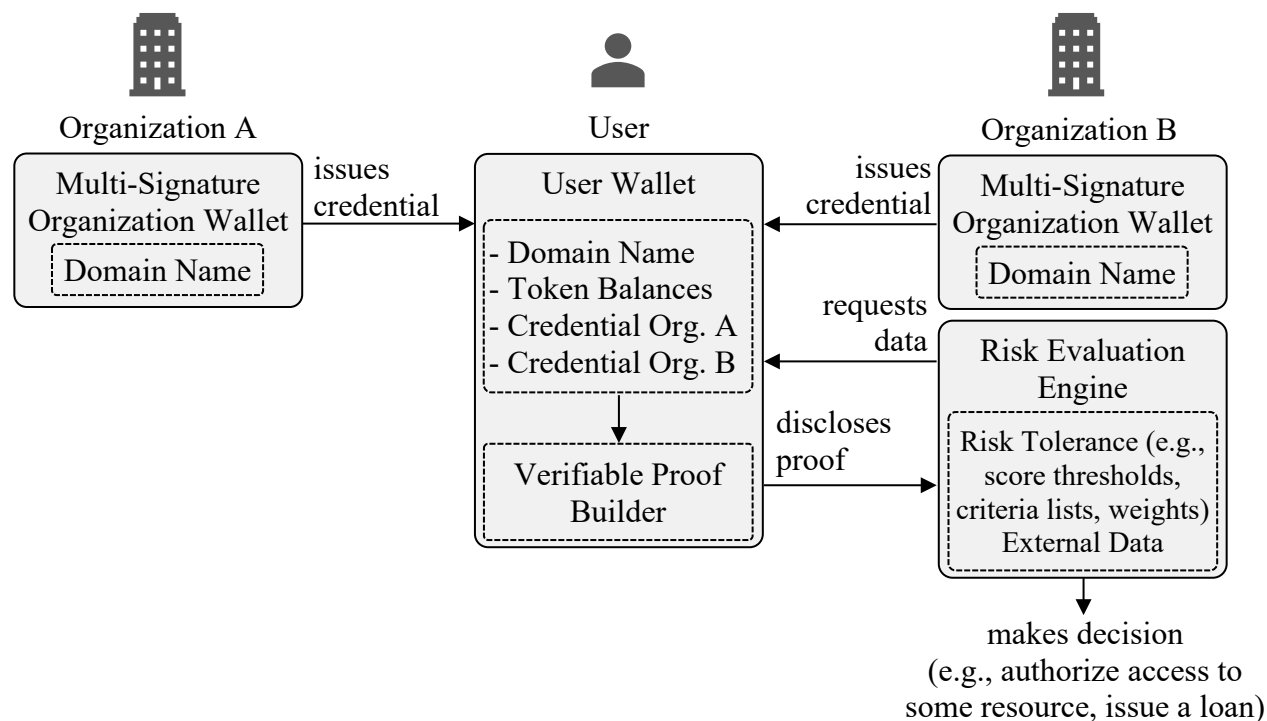 Organization A
Multi-Signature
Organization Wallet
Domain Name
issues
credential
User
User Wallet
- Domain Name
- Token Balances
- Credential Org. A
- Credential Org. B
Verifiable Proof
Builder
issues
credential
requests
data
discloses
proof
Organization B
Multi-Signature
Organization Wallet
Domain Name
Risk Evaluation
Engine
Risk Tolerance (e.g.,
score thresholds,
criteria lists, weights)
External Data
makes decision
(e.g., authorize access to
some resource, issue a loan)